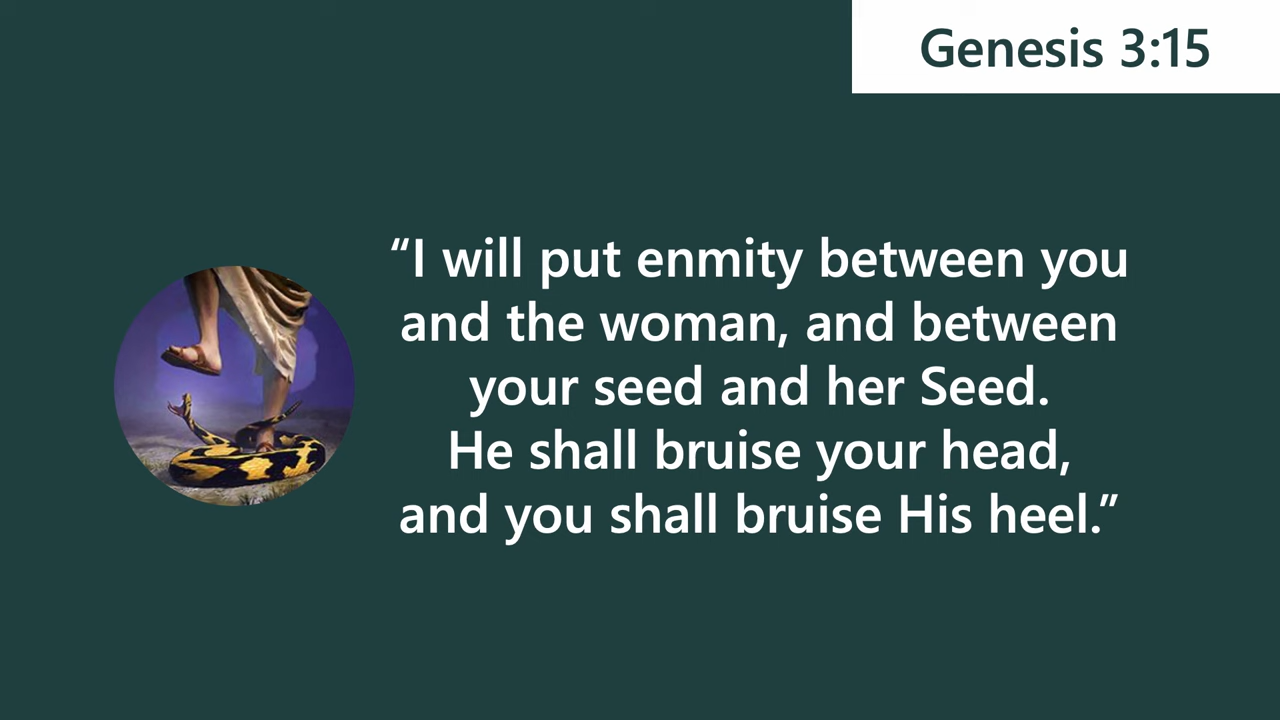 Genesis 3:15
“I will put enmity between you
and the woman, and between
your seed and her Seed.
He shall bruise your head,
and you shall bruise His heel.”